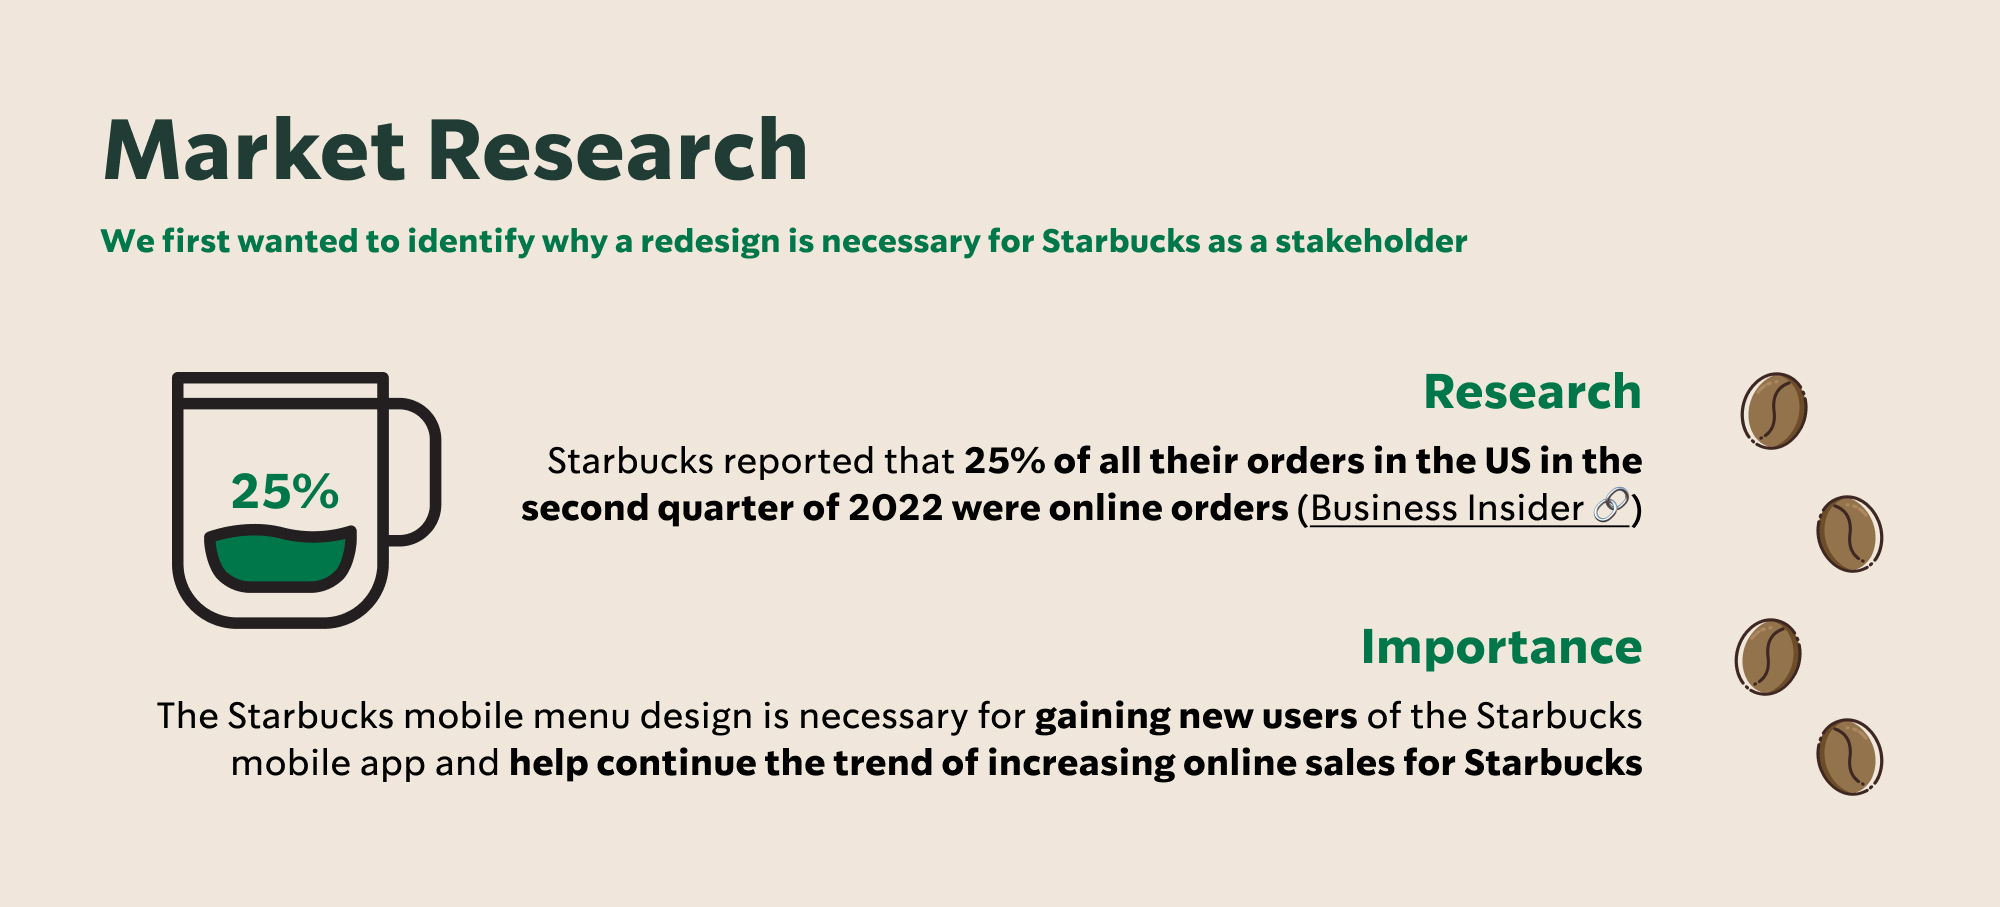 Market Research
We first wanted to identify why a redesign is necessary for Starbucks as a stakeholder
25%
Research
Starbucks reported that 25% of all their orders in the US in the
second quarter of 2022 were online orders (Business Insider 🔗)
Importance
The Starbucks mobile menu design is necessary for gaining new users of the Starbucks
mobile app and help continue the trend of increasing online sales for Starbucks